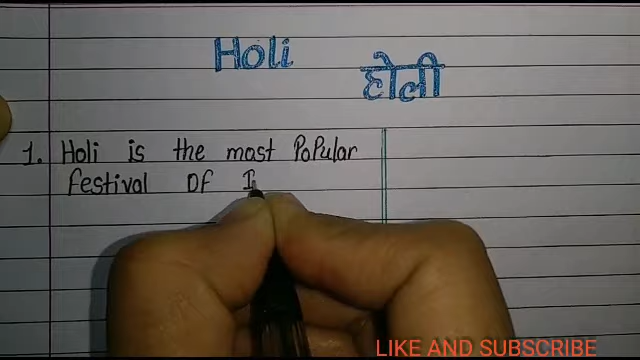 Holi
होली
1. Holi is the most Popular
festival Of I
LIKE AND SUBSCRIBE